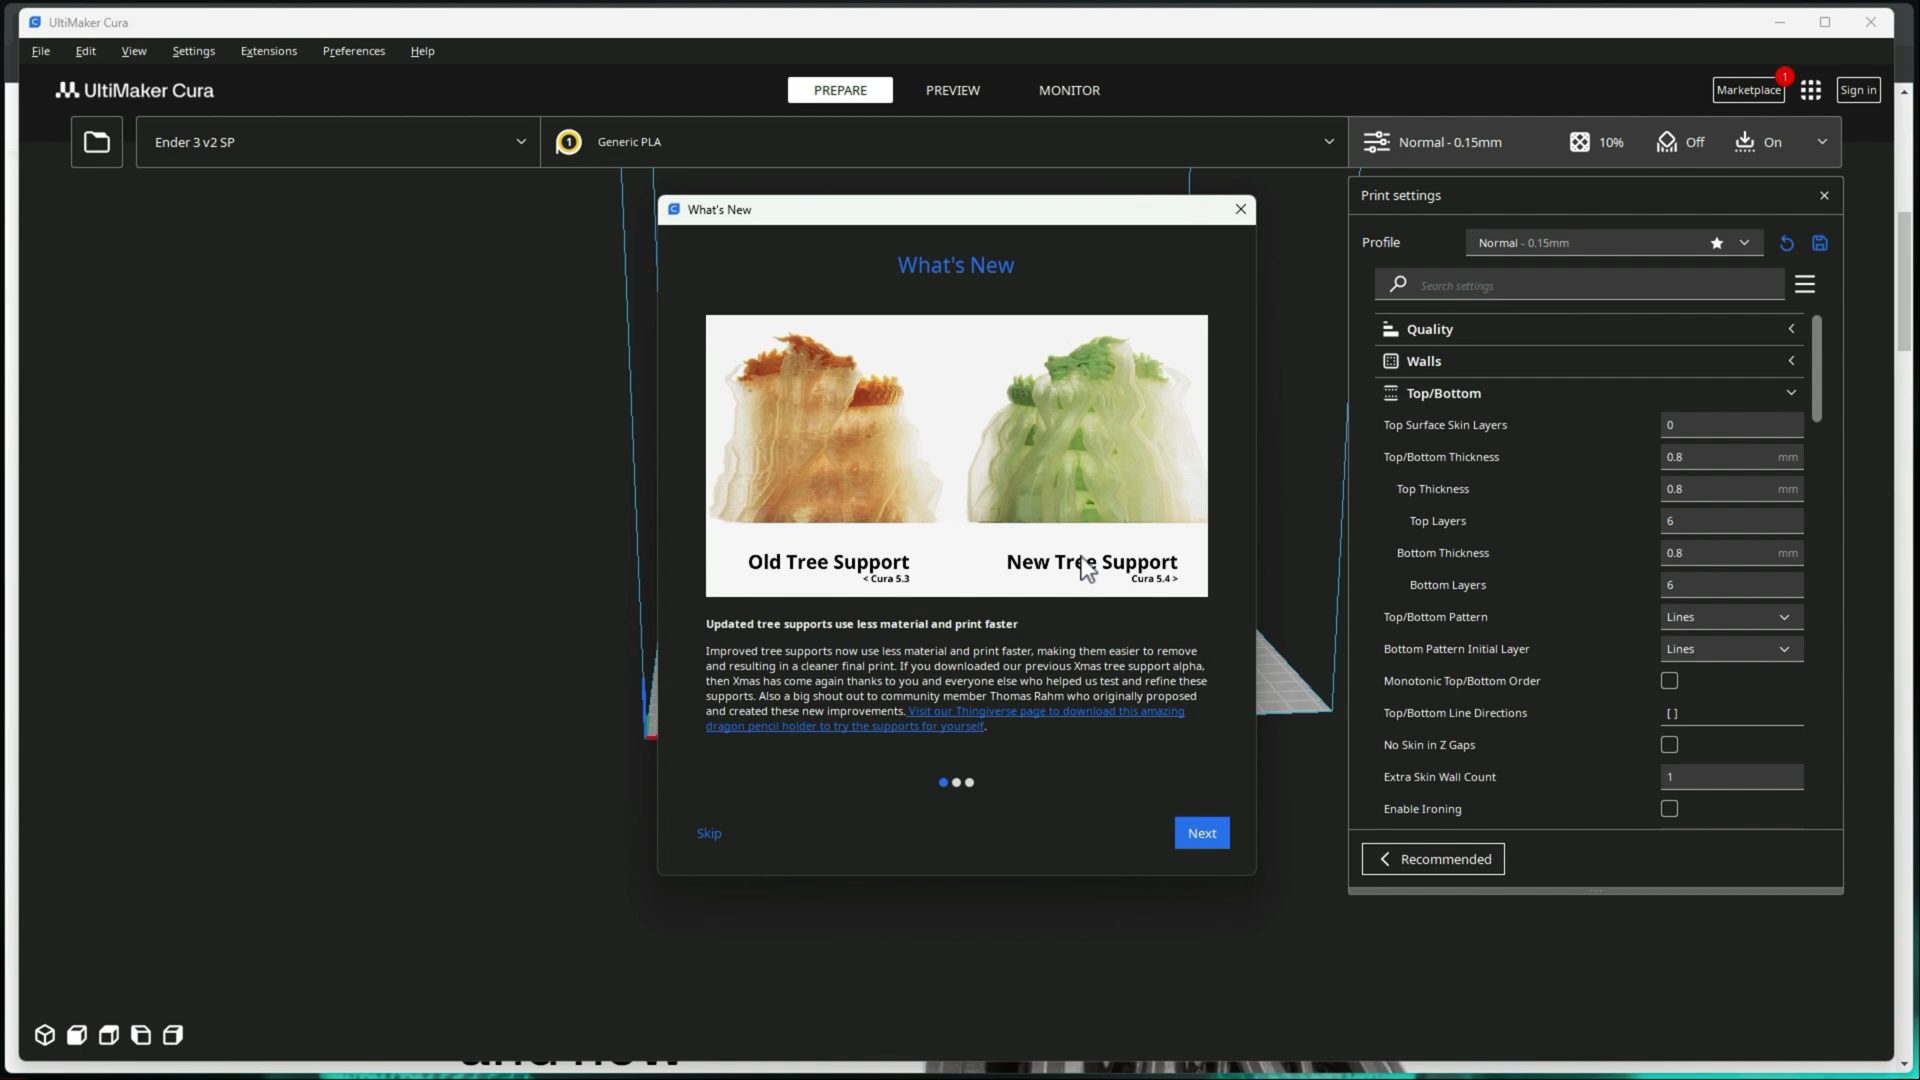 UltiMaker Cura
File Edit View Settings Extensions Preferences Help
UltiMaker Cura
PREPARE PREVIEW MONITOR
Marketplace 1 Sign in
Ender 3 v2 SP
1 Generic PLA
Normal - 0.15mm 10% Off On
What's New
What's New
Old Tree Support
< Cura 5.3
New Tree Support
Cura 5.4 >
Updated tree supports use less material and print faster
Improved tree supports now use less material and print faster, making them easier to remove
and resulting in a cleaner final print. If you downloaded our previous Xmas tree support alpha,
then Xmas has come again thanks to you and everyone else who helped us test and refine these
supports. Also a big shout out to community member Thomas Rahm who originally proposed
and created these new improvements. Visit our Thingiverse page to download this amazing
dragon pencil holder to try the supports for yourself.
Skip
Next
Print settings
Profile Normal - 0.15mm
Search settings
Quality
Walls
Top/Bottom
Top Surface Skin Layers 0
Top/Bottom Thickness 0.8 mm
Top Thickness 0.8 mm
Top Layers 6
Bottom Thickness 0.8 mm
Bottom Layers 6
Top/Bottom Pattern Lines
Bottom Pattern Initial Layer Lines
Monotonic Top/Bottom Order
Top/Bottom Line Directions [ ]
No Skin in Z Gaps
Extra Skin Wall Count 1
Enable Ironing
Recommended